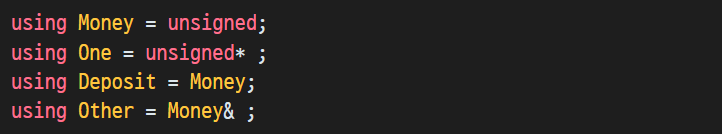 using Money = unsigned;
using One = unsigned* ;
using Deposit = Money;
using Other = Money& ;